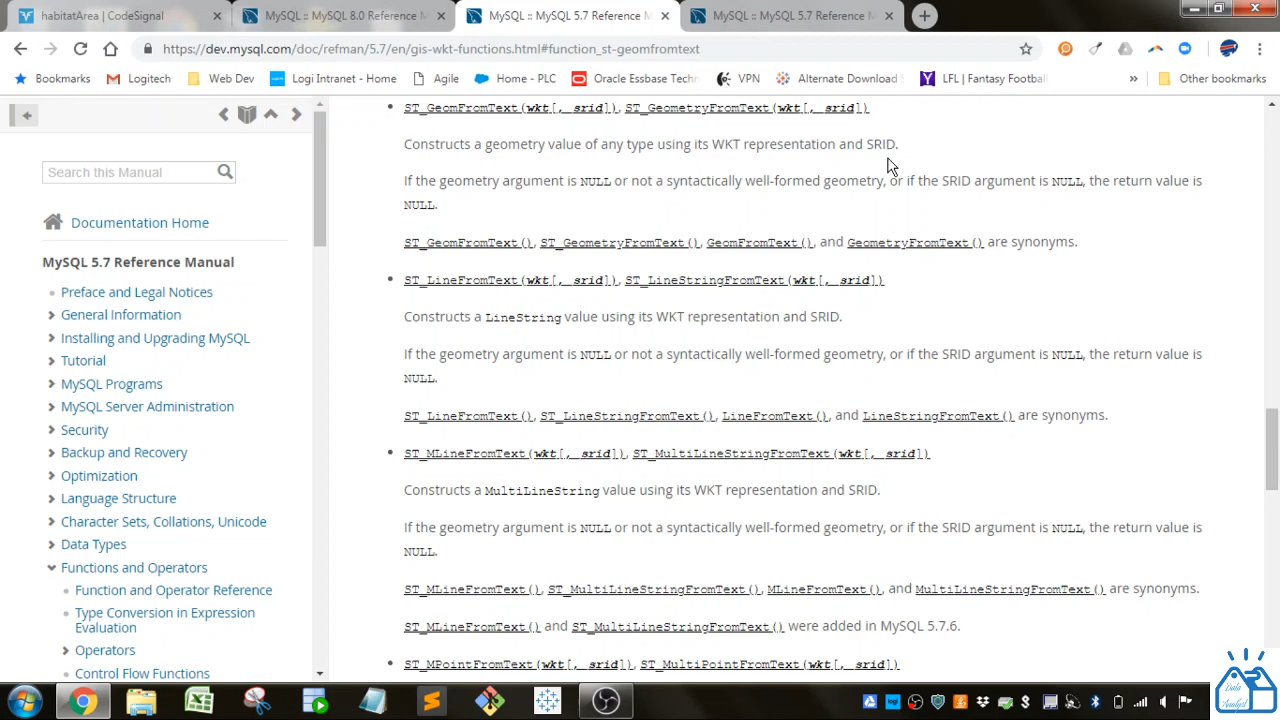 habitatArea | CodeSignal
MySQL :: MySQL 8.0 Reference M
MySQL :: MySQL 5.7 Reference M
MySQL :: MySQL 5.7 Reference M
https://dev.mysql.com/doc/refman/5.7/en/gis-wkt-functions.html#function_st-geomfromtext
Bookmarks
Logitech
Web Dev
Logi Intranet - Home
Agile
Home - PLC
Oracle Essbase Techn
VPN
Alternate Download
LFL | Fantasy Football
»
Other bookmarks
Search this Manual
Documentation Home
MySQL 5.7 Reference Manual
Preface and Legal Notices
General Information
Installing and Upgrading MySQL
Tutorial
MySQL Programs
MySQL Server Administration
Security
Backup and Recovery
Optimization
Language Structure
Character Sets, Collations, Unicode
Data Types
Functions and Operators
Function and Operator Reference
Type Conversion in Expression
Evaluation
Operators
Control Flow Functions
ST_GeomFromText(wkt[, srid]), ST_GeometryFromText(wkt[, srid])
Constructs a geometry value of any type using its WKT representation and SRID.
If the geometry argument is NULL or not a syntactically well-formed geometry, or if the SRID argument is NULL, the return value is
NULL.
ST_GeomFromText(), ST_GeometryFromText(), GeomFromText(), and GeometryFromText() are synonyms.
ST_LineFromText(wkt[, srid]), ST_LineStringFromText(wkt[, srid])
Constructs a LineString value using its WKT representation and SRID.
If the geometry argument is NULL or not a syntactically well-formed geometry, or if the SRID argument is NULL, the return value is
NULL.
ST_LineFromText(), ST_LineStringFromText(), LineFromText(), and LineStringFromText() are synonyms.
ST_MLineFromText(wkt[, srid]), ST_MultiLineStringFromText(wkt[, srid])
Constructs a MultiLineString value using its WKT representation and SRID.
If the geometry argument is NULL or not a syntactically well-formed geometry, or if the SRID argument is NULL, the return value is
NULL.
ST_MLineFromText(), ST_MultiLineStringFromText(), MLineFromText(), and MultiLineStringFromText() are synonyms.
ST_MLineFromText() and ST_MultiLineStringFromText() were added in MySQL 5.7.6.
ST_MPointFromText(wkt[, srid]), ST_MultiPointFromText(wkt[, srid])
Data
Analyst